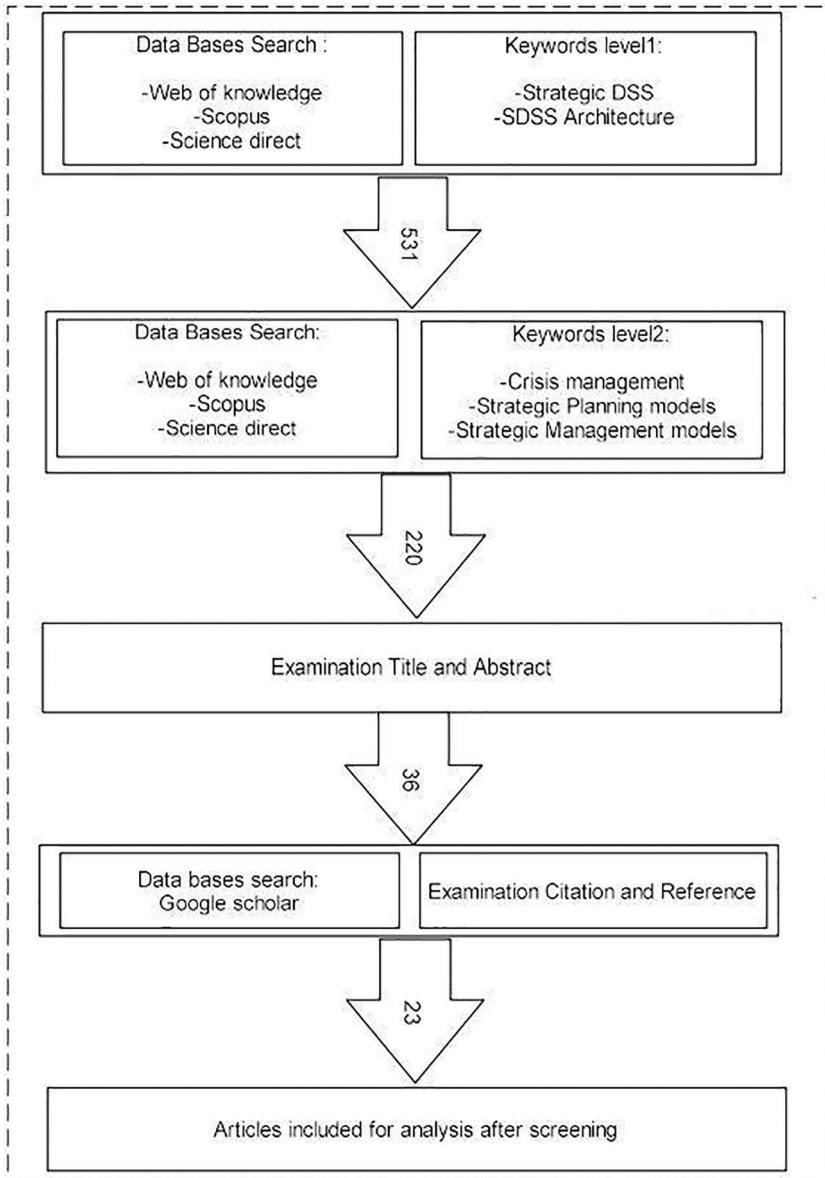 Data Bases Search :
-Web of knowledge
-Scopus
-Science direct
Keywords level1:
-Strategic DSS
-SDSS Architecture
531
Data Bases Search:
-Web of knowledge
-Scopus
-Science direct
Keywords level2:
-Crisis management
-Strategic Planning models
-Strategic Management models
220
Examination Title and Abstract
36
Data bases search:
Google scholar
Examination Citation and Reference
23
Articles included for analysis after screening